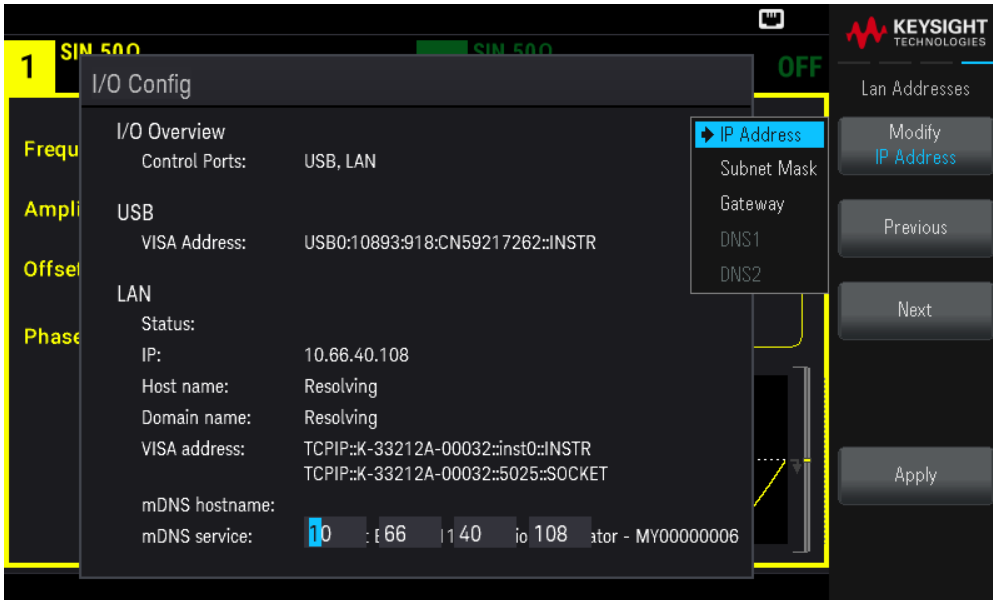 KEYSIGHT
TECHNOLOGIES
1
SIN 50Ω
SIN 50Ω
OFF
I/O Config
Lan Addresses
I/O Overview
Control Ports: USB, LAN
USB
VISA Address: USB0:10893:918:CN59217262::INSTR
LAN
Status:
IP: 10.66.40.108
Host name: Resolving
Domain name: Resolving
VISA address: TCPIP::K-33212A-00032::inst0::INSTR
TCPIP::K-33212A-00032::5025::SOCKET
mDNS hostname:
mDNS service: 10 66 40 108 ator - MY00000006
Frequ
Ampli
Offset
Phase
IP Address
Subnet Mask
Gateway
DNS1
DNS2
Modify
IP Address
Previous
Next
Apply